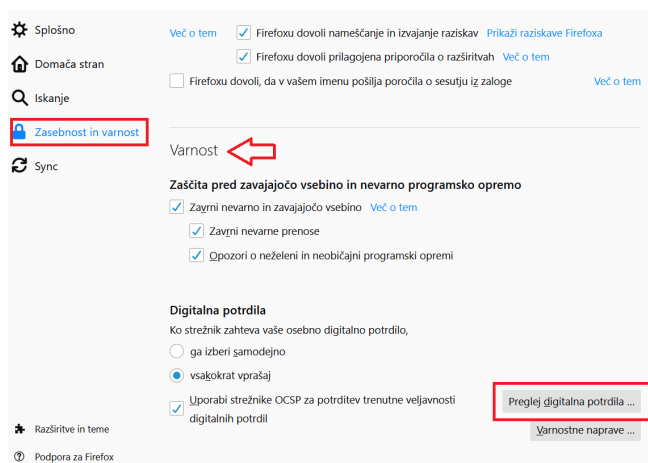 Splošno
Domača stran
Iskanje
Zasebnost in varnost
Sync
Razširitve in teme
Podpora za Firefox
Več o tem Firefoxu dovoli nameščanje in izvajanje raziskav Prikaži raziskave Firefoxa
Firefoxu dovoli prilagojena priporočila o razširitvah Več o tem
Firefoxu dovoli, da v vašem imenu pošilja poročila o sesutju iz zaloge Več o tem
Varnost
Zaščita pred zavajajočo vsebino in nevarno programsko opremo
Zavrni nevarno in zavajajočo vsebino Več o tem
Zavrni nevarne prenose
Opozori o neželeni in neobičajni programski opremi
Digitalna potrdila
Ko strežnik zahteva vaše osebno digitalno potrdilo,
ga izberi samodejno
vsakokrat vprašaj
Uporabi strežnike OCSP za potrditev trenutne veljavnosti
digitalnih potrdil
Preglej digitalna potrdila ...
Varnostne naprave ...